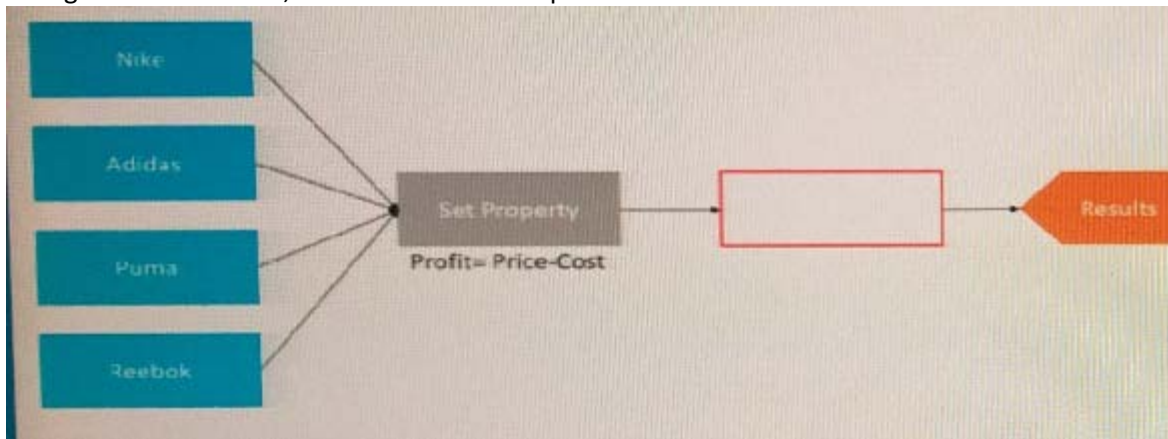 Nike
Adidas
Puma
Reebok
Set Property
Profit= Price-Cost
Results